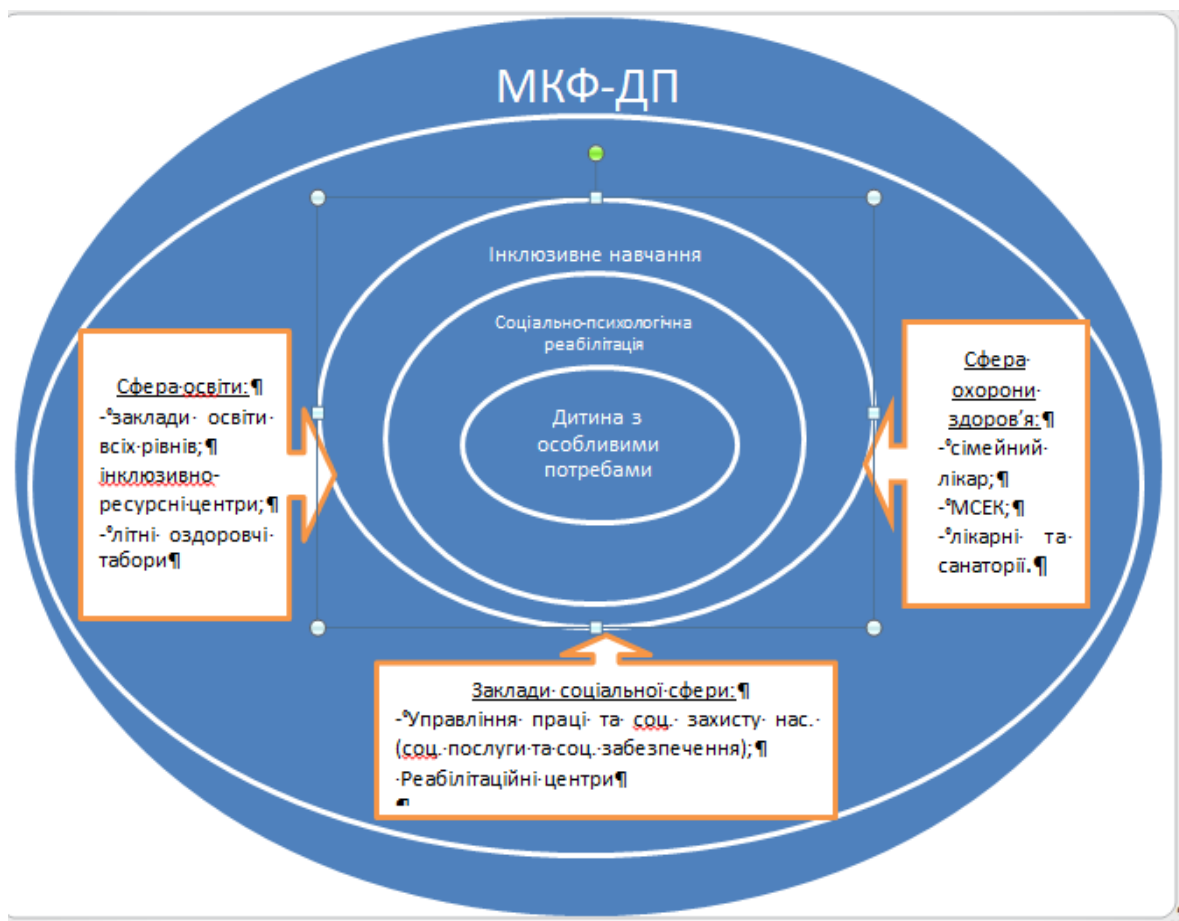 МКФ-ДП
Інклюзивне навчання
Соціально-психологічна
реабілітація
Дитина з
особливими
потребами
Сфера·освіти:¶
-°заклади· освіти·
всіх·рівнів;¶
інклюзивно-
ресурсні·центри;¶
-°літні· оздоровчі·
табори¶
Сфера·
охорони·
здоров’я:¶
-°сімейний·
лікар;¶
-°МСЕК;¶
-°лікарні· та·
санаторії.¶
Заклади· соціальної·сфери:¶
-°Управління· праці· та· соц.· захисту· нас.·
(соц.·послуги·та·соц.·забезпечення);¶
·Реабілітаційні·центри¶
¶